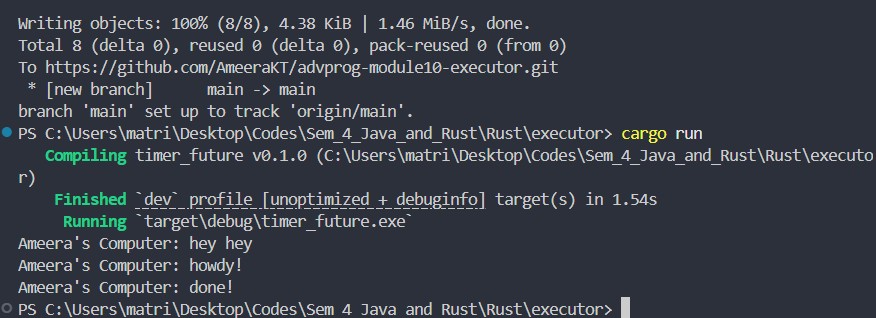 Writing objects: 100% (8/8), 4.38 KiB | 1.46 MiB/s, done.
Total 8 (delta 0), reused 0 (delta 0), pack-reused 0 (from 0)
To https://github.com/AmeeraKT/advprog-module10-executor.git
 * [new branch]      main -> main
branch 'main' set up to track 'origin/main'.
PS C:\Users\matri\Desktop\Codes\Sem_4_Java_and_Rust\Rust\executor> cargo run
   Compiling timer_future v0.1.0 (C:\Users\matri\Desktop\Codes\Sem_4_Java_and_Rust\Rust\executo
r)
    Finished `dev` profile [unoptimized + debuginfo] target(s) in 1.54s
     Running `target\debug\timer_future.exe`
Ameera's Computer: hey hey
Ameera's Computer: howdy!
Ameera's Computer: done!
PS C:\Users\matri\Desktop\Codes\Sem_4_Java_and_Rust\Rust\executor>